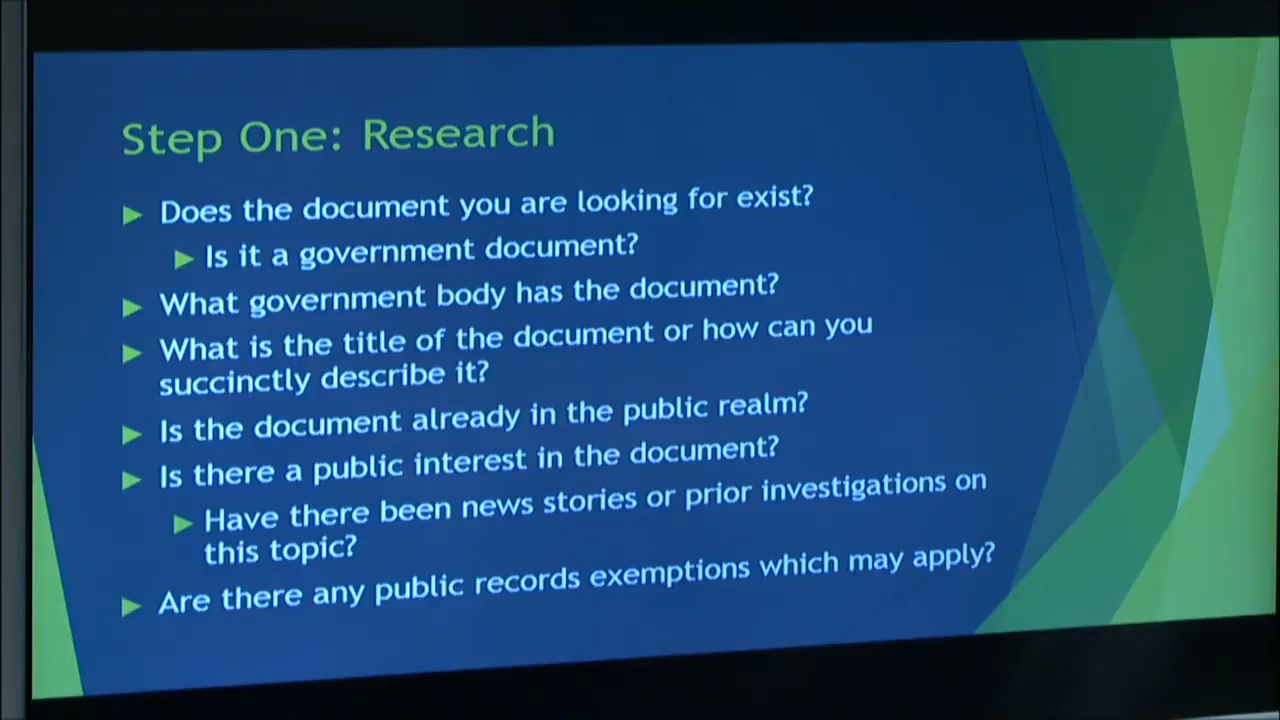 Step One: Research
Does the document you are looking for exist?
Is it a government document?
What government body has the document?
What is the title of the document or how can you
succinctly describe it?
Is the document already in the public realm?
Is there a public interest in the document?
Have there been news stories or prior investigations on
this topic?
Are there any public records exemptions which may apply?